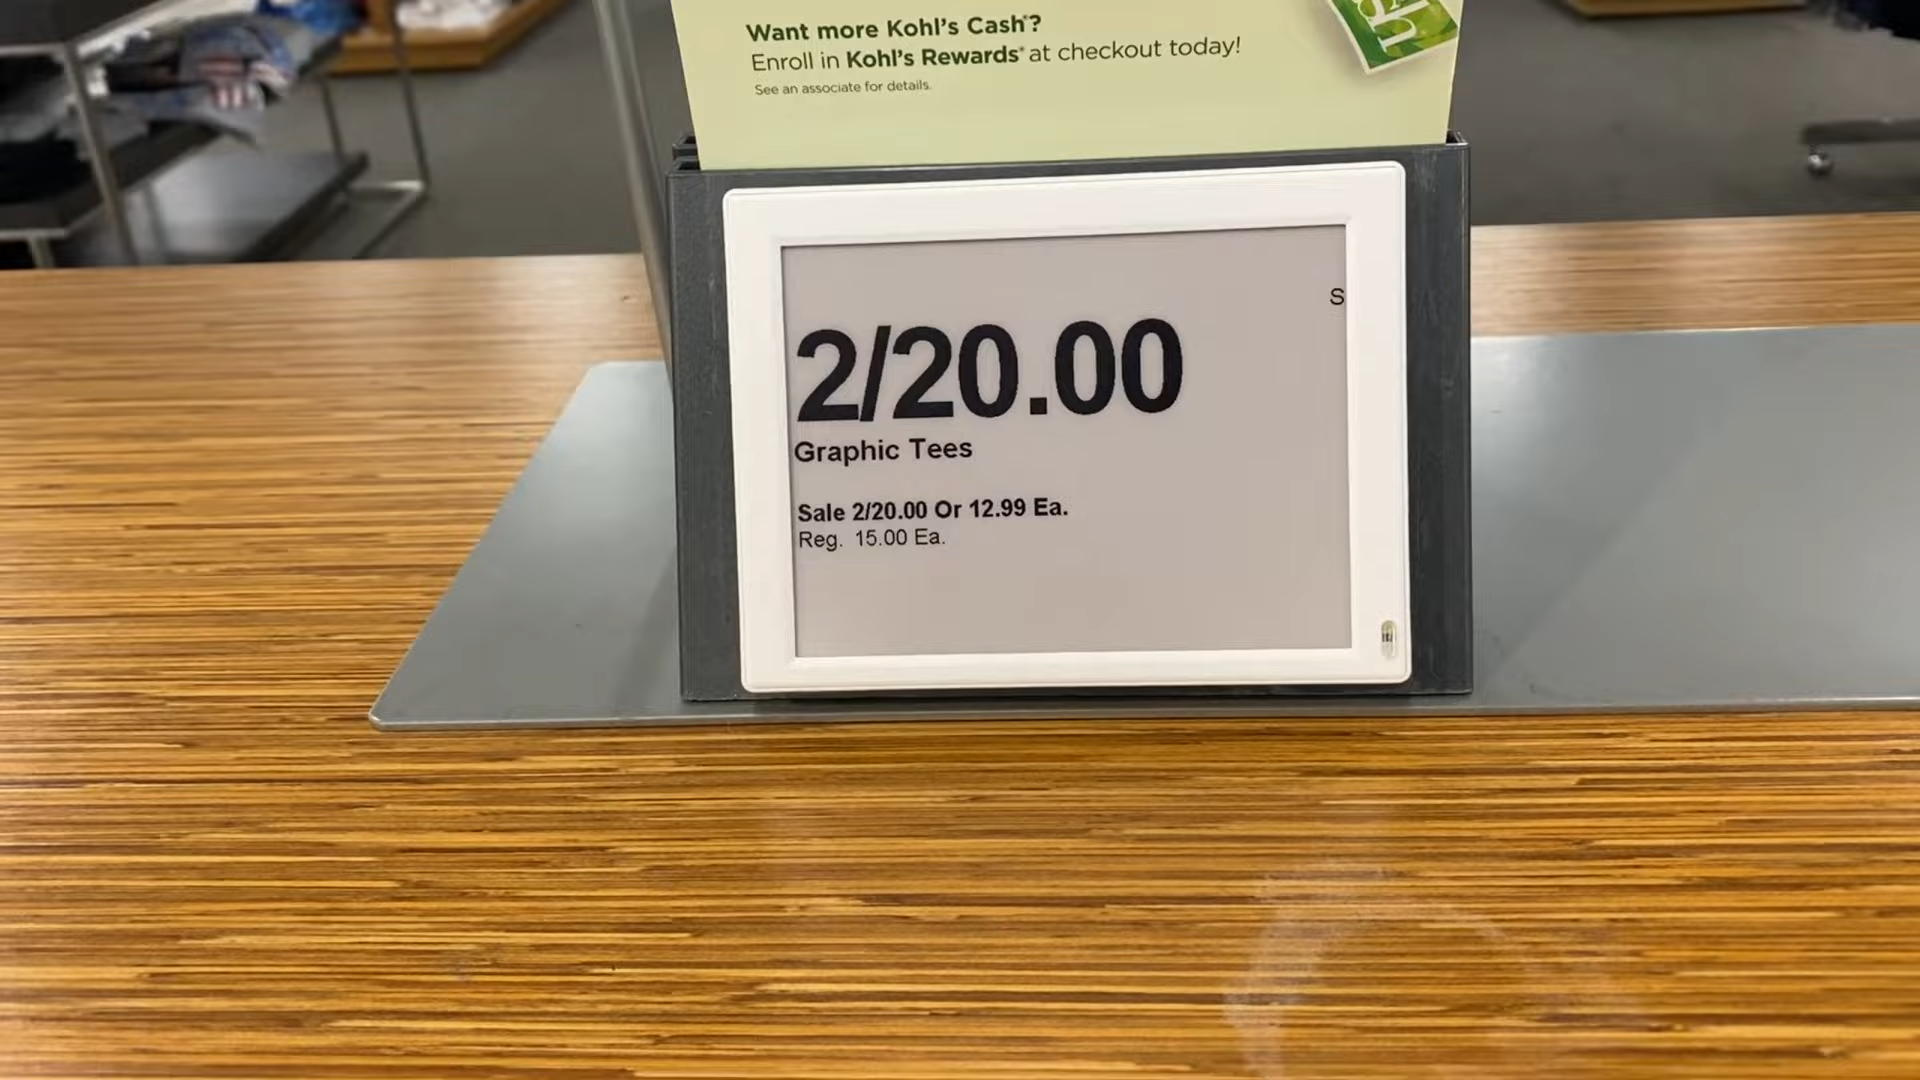 Want more Kohl's Cash®?
Enroll in Kohl's Rewards® at checkout today!
See an associate for details.
S
2/20.00
Graphic Tees
Sale 2/20.00 Or 12.99 Ea.
Reg. 15.00 Ea.